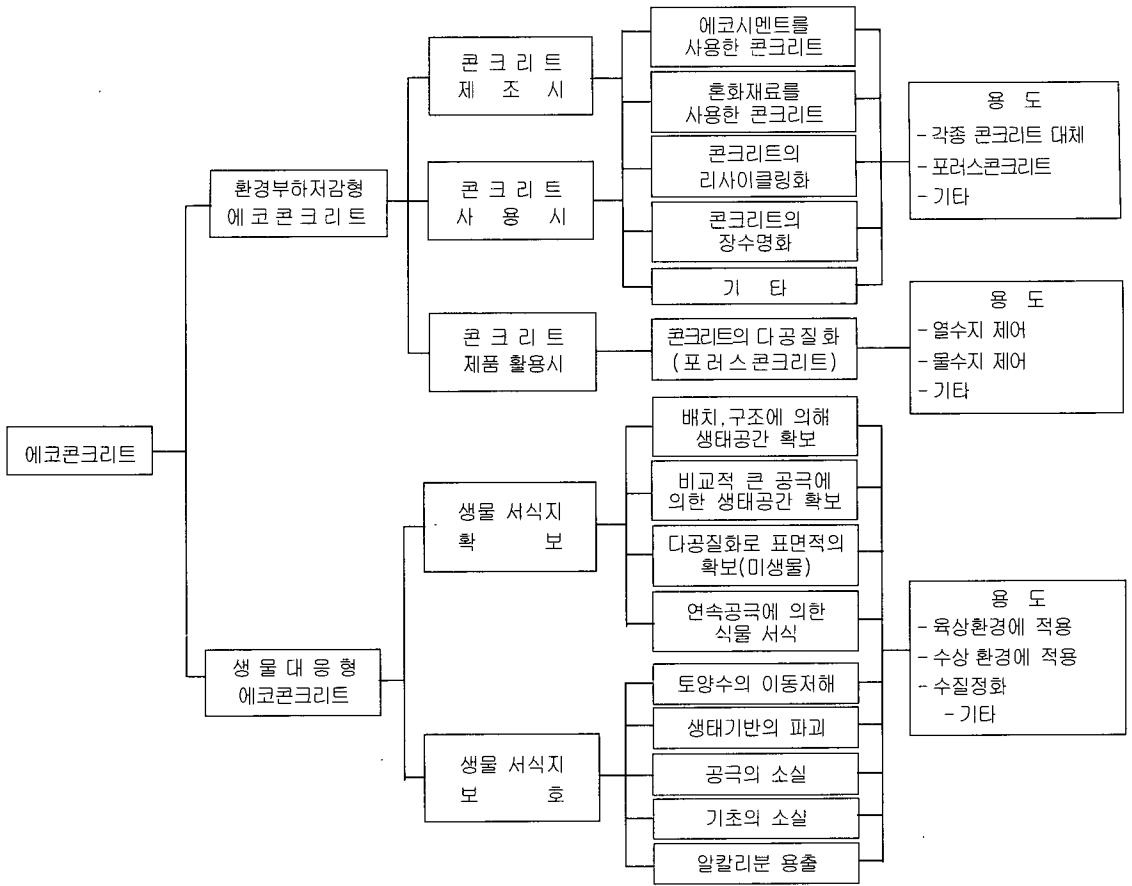 에코콘크리트
환경부하저감형
에 코 콘 크 리 트
콘 크 리 트
제 조 시
콘 크 리 트
사 용 시
콘 크 리 트
제품 활용시
에코시멘트를
사용한 콘크리트
혼화재료를
사용한 콘크리트
콘크리트의
리사이클링화
콘크리트의
장수명화
기 타
콘크리트의 다공질화
(포러스콘크리트)
용 도
- 각종 콘크리트 대체
- 포러스콘크리트
- 기타
용 도
- 열수지 제어
- 물수지 제어
- 기타
생 물 대 응 형
에코콘크리트
생물 서식지
확 보
생물 서식지
보 호
배치,구조에 의해
생태공간 확보
비교적 큰 공극에
의한 생태공간 확보
다공질화로 표면적의
확보(미생물)
연속공극에 의한
식물 서식
토양수의 이동저해
생태기반의 파괴
공극의 소실
기초의 소실
알칼리분 용출
용 도
- 육상환경에 적용
- 수상 환경에 적용
- 수질정화
- 기타